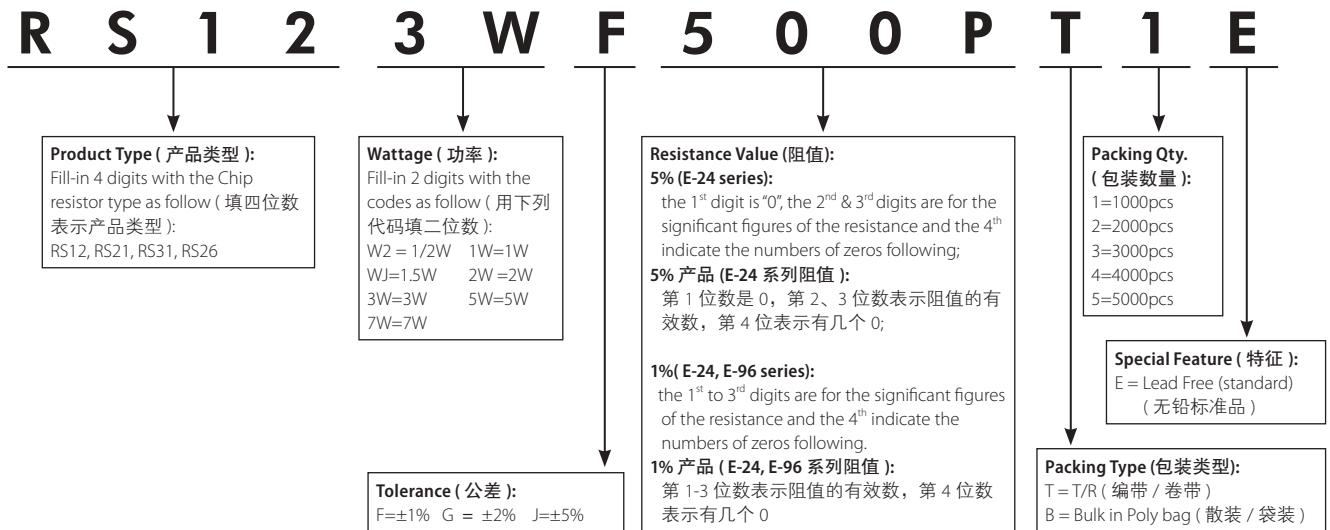 R S 1 2 3 W F 5 0 0 P T 1 E
Product Type ( 产品类型 ):
Fill-in 4 digits with the Chip
resistor type as follow ( 填四位数
表示产品类型 ):
RS12, RS21, RS31, RS26
Wattage ( 功率 ):
Fill-in 2 digits with the
codes as follow ( 用下列
代码填二位数 ):
W2 = 1/2W 1W=1W
WJ=1.5W 2W =2W
3W=3W 5W=5W
7W=7W
Tolerance ( 公差 ):
F=±1% G = ±2% J=±5%
Resistance Value (阻值):
5% (E-24 series):
the 1st digit is "0", the 2nd & 3rd digits are for the
significant figures of the resistance and the 4th
indicate the numbers of zeros following;
5% 产品 (E-24 系列阻值 ):
第 1 位数是 0，第 2、3 位数表示阻值的有
效数，第 4 位表示有几个 0;
1%( E-24, E-96 series):
the 1st to 3rd digits are for the significant figures
of the resistance and the 4th indicate the
numbers of zeros following.
1% 产品 ( E-24, E-96 系列阻值 ):
第 1-3 位数表示阻值的有效数，第 4 位数
表示有几个 0
Packing Qty.
( 包装数量 ):
1=1000pcs
2=2000pcs
3=3000pcs
4=4000pcs
5=5000pcs
Special Feature ( 特征 ):
E = Lead Free (standard)
( 无铅标准品 )
Packing Type (包装类型):
T = T/R ( 编带 / 卷带 )
B = Bulk in Poly bag ( 散装 / 袋装 )